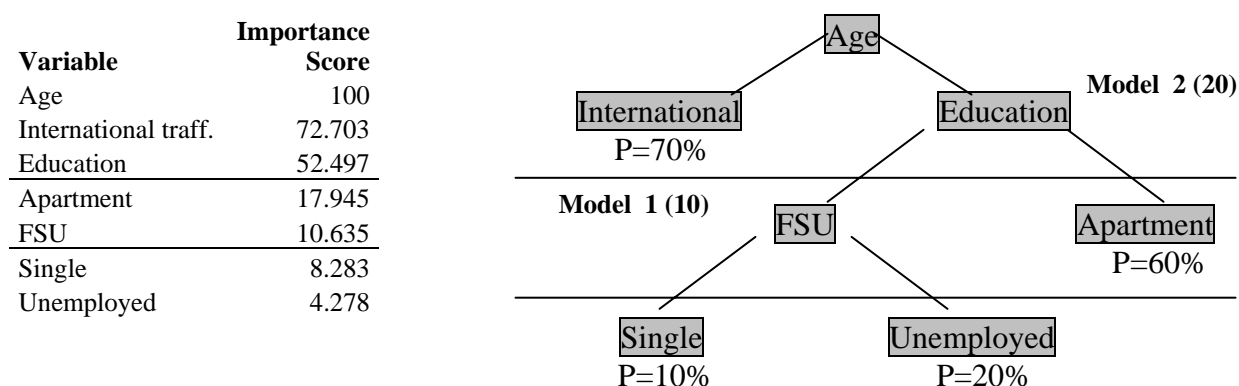 Importance
Variable Score
Age 100
International traff. 72.703
Education 52.497
Apartment 17.945
FSU 10.635
Single 8.283
Unemployed 4.278
Age
Model 2 (20)
International Education
P=70%
Model 1 (10)
FSU Apartment
P=60%
Single Unemployed
P=10% P=20%